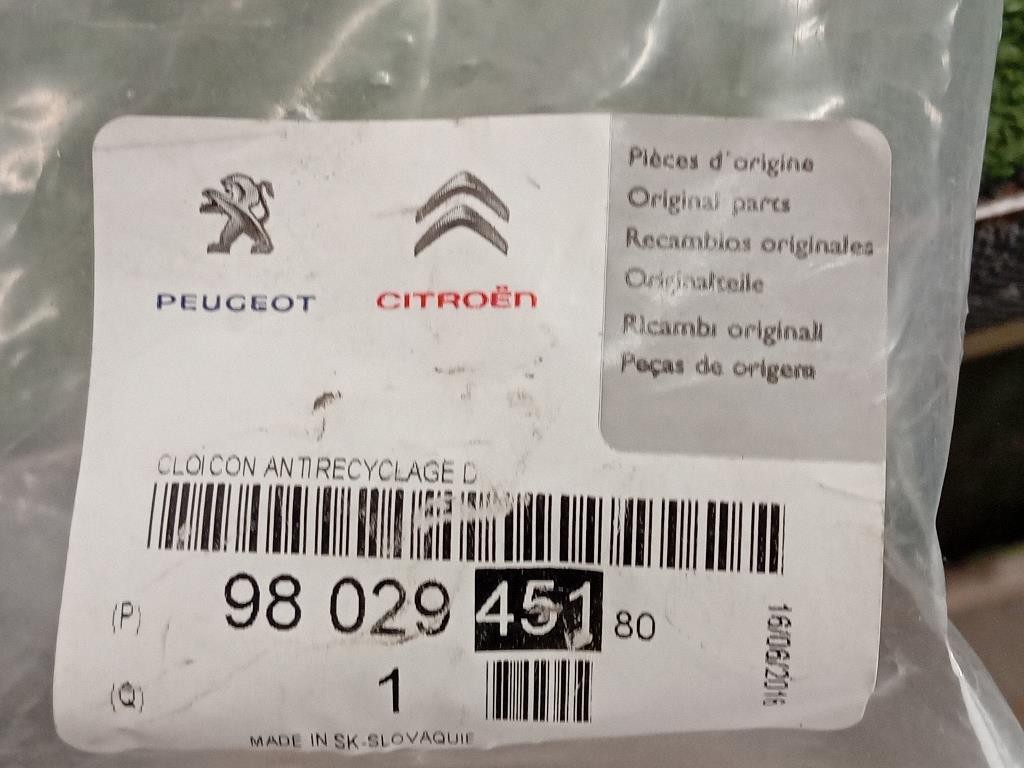 PEUGEOT
CITROËN
Pièces d'origine
Original parts
Recambios originales
Originalteile
Ricambi originali
Peças de origem
CLOICON ANTIRECYCLAGE D
(P) 98 029 451 80
(Q) 1
16/06/2016
MADE IN SK-SLOVAQUIE